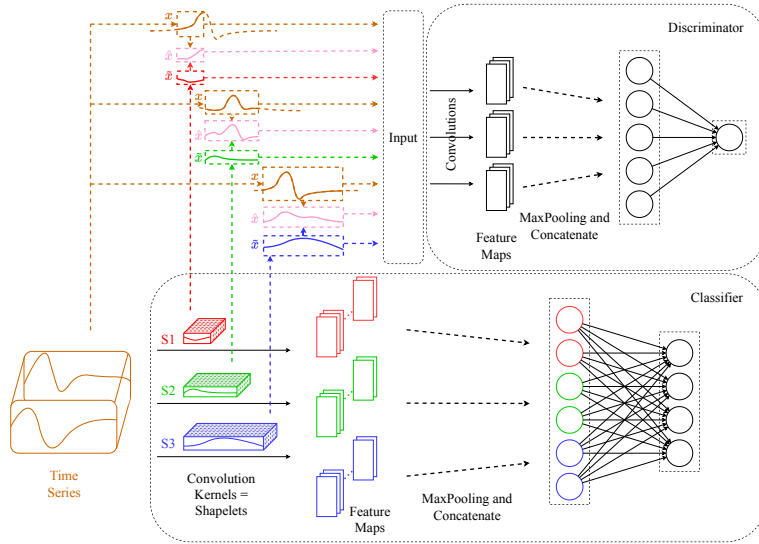 Discriminator
x
x̂
x̃
x
x̂
x̃
x
x̂
x̃
Input
Convolutions
Feature
Maps
MaxPooling and
Concatenate
Classifier
S1
S2
S3
Time
Series
Convolution
Kernels =
Shapelets
Feature
Maps
MaxPooling and
Concatenate